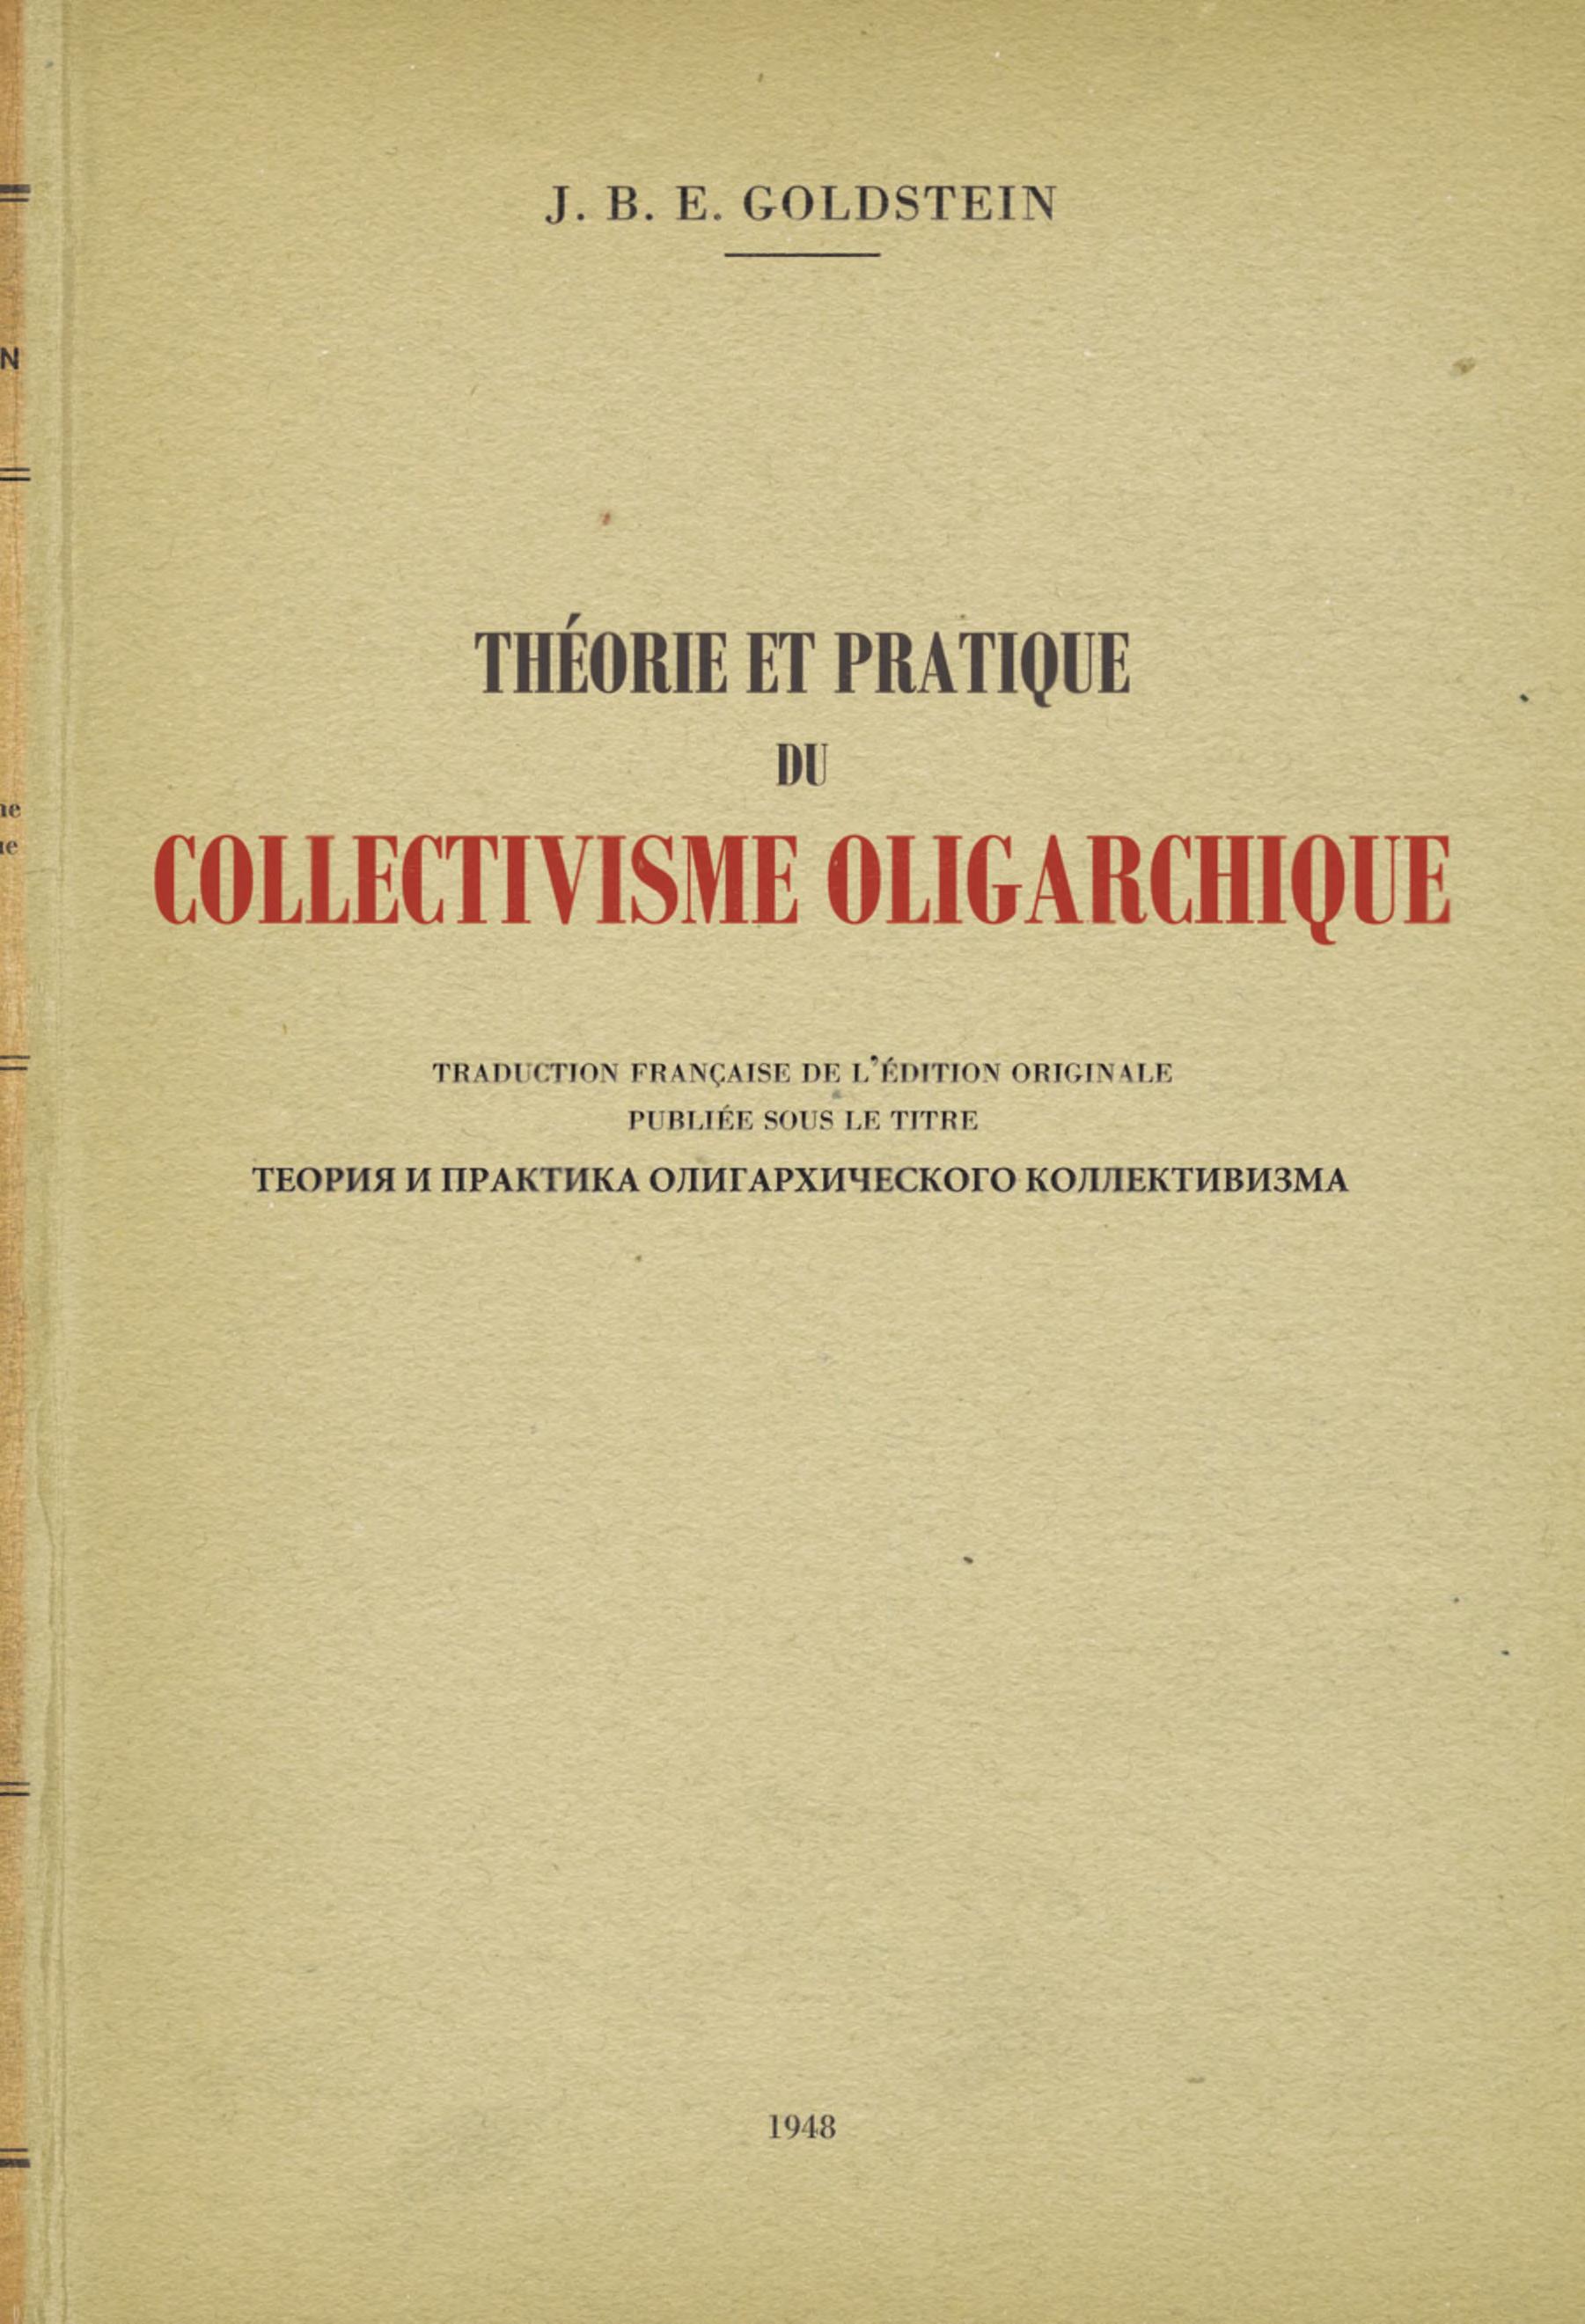 J. B. E. GOLDSTEIN
THÉORIE ET PRATIQUE
DU
COLLECTIVISME OLIGARCHIQUE
TRADUCTION FRANÇAISE DE L'ÉDITION ORIGINALE
PUBLIÉE SOUS LE TITRE
ТЕОРИЯ И ПРАКТИКА ОЛИГАРХИЧЕСКОГО КОЛЛЕКТИВИЗМА
1948